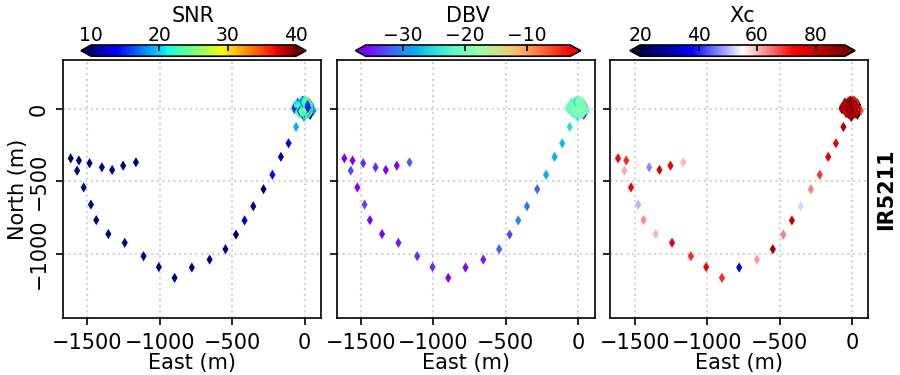 SNR DBV Xc
10 20 30 40 −30 −20 −10 20 40 60 80
North (m)
0
−500
−1000
−1500 −1000 −500 0 −1500 −1000 −500 0 −1500 −1000 −500 0
East (m) East (m) East (m)
IR5211